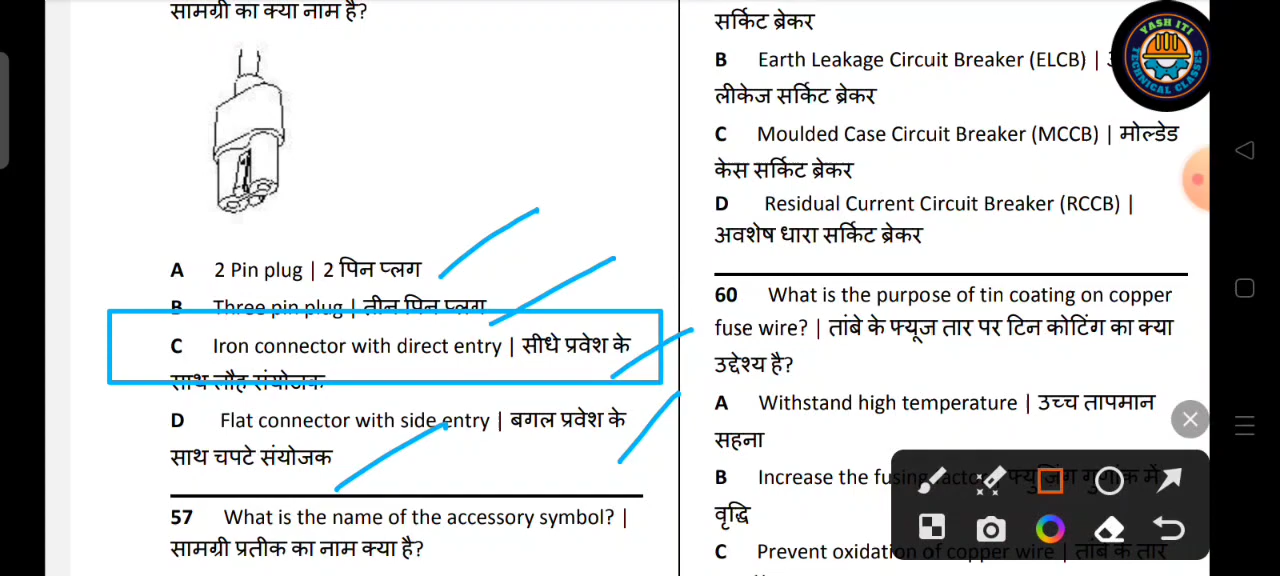 सामग्री का क्या नाम है?
A 2 Pin plug | 2 पिन प्लग
B Three pin plug | तीन पिन प्लग
C Iron connector with direct entry | सीधे प्रवेश के
साथ लौह संयोजक
D Flat connector with side entry | बगल प्रवेश के
साथ चपटे संयोजक
57 What is the name of the accessory symbol? |
सामग्री प्रतीक का नाम क्या है?
सर्किट ब्रेकर
B Earth Leakage Circuit Breaker (ELCB) |
लीकेज सर्किट ब्रेकर
C Moulded Case Circuit Breaker (MCCB) | मोल्डेड
केस सर्किट ब्रेकर
D Residual Current Circuit Breaker (RCCB) |
अवशेष धारा सर्किट ब्रेकर
60 What is the purpose of tin coating on copper
fuse wire? | तांबे के फ्यूज तार पर टिन कोटिंग का क्या
उद्देश्य है?
A Withstand high temperature | उच्च तापमान
सहना
B Increase the fusing factor | फ्युजिंग गुणांक में
वृद्धि
C Prevent oxidation of copper wire | तांबे के तार
YASH ITI
TECHNICAL CLASSES